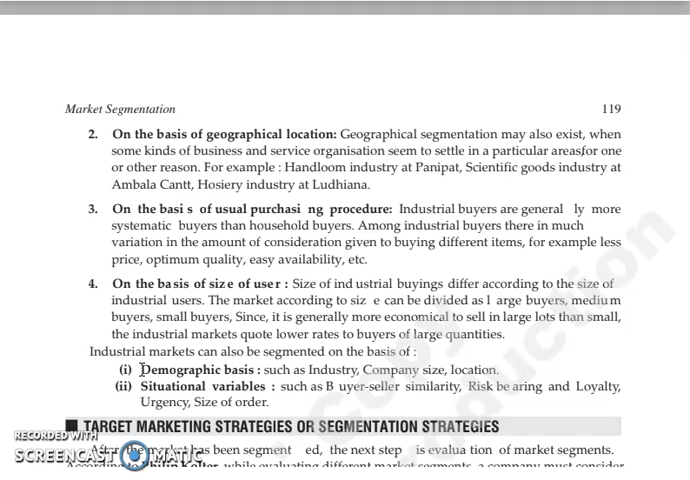 Market Segmentation 119
2. On the basis of geographical location: Geographical segmentation may also exist, when
some kinds of business and service organisation seem to settle in a particular areasfor one
or other reason. For example : Handloom industry at Panipat, Scientific goods industry at
Ambala Cantt, Hosiery industry at Ludhiana.
3. On the basi s of usual purchasi ng procedure: Industrial buyers are general ly more
systematic buyers than household buyers. Among industrial buyers there in much
variation in the amount of consideration given to buying different items, for example less
price, optimum quality, easy availability, etc.
4. On the basis of size of user : Size of ind ustrial buyings differ according to the size of
industrial users. The market according to siz e can be divided as l arge buyers, medium
buyers, small buyers, Since, it is generally more economical to sell in large lots than small,
the industrial markets quote lower rates to buyers of large quantities.
Industrial markets can also be segmented on the basis of :
(i) Demographic basis : such as Industry, Company size, location.
(ii) Situational variables : such as B uyer-seller similarity, Risk be aring and Loyalty,
Urgency, Size of order.
TARGET MARKETING STRATEGIES OR SEGMENTATION STRATEGIES
After the market has been segment ed, the next step is evalua tion of market segments.
According to Philip Kotler, while evaluating different market segments, a company must consider
RECORDED WITH
SCREENCAST MATIC
Copy
roduction